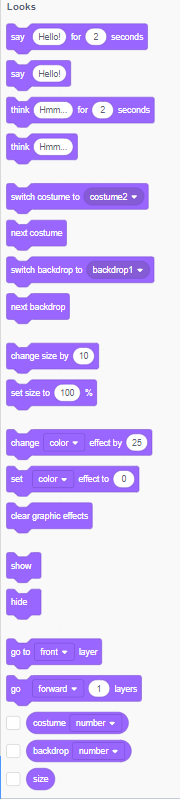 Looks
say Hello! for 2 seconds
say Hello!
think Hmm... for 2 seconds
think Hmm...
switch costume to costume2
next costume
switch backdrop to backdrop1
next backdrop
change size by 10
set size to 100 %
change color effect by 25
set color effect to 0
clear graphic effects
show
hide
go to front layer
go forward 1 layers
costume number
backdrop number
size